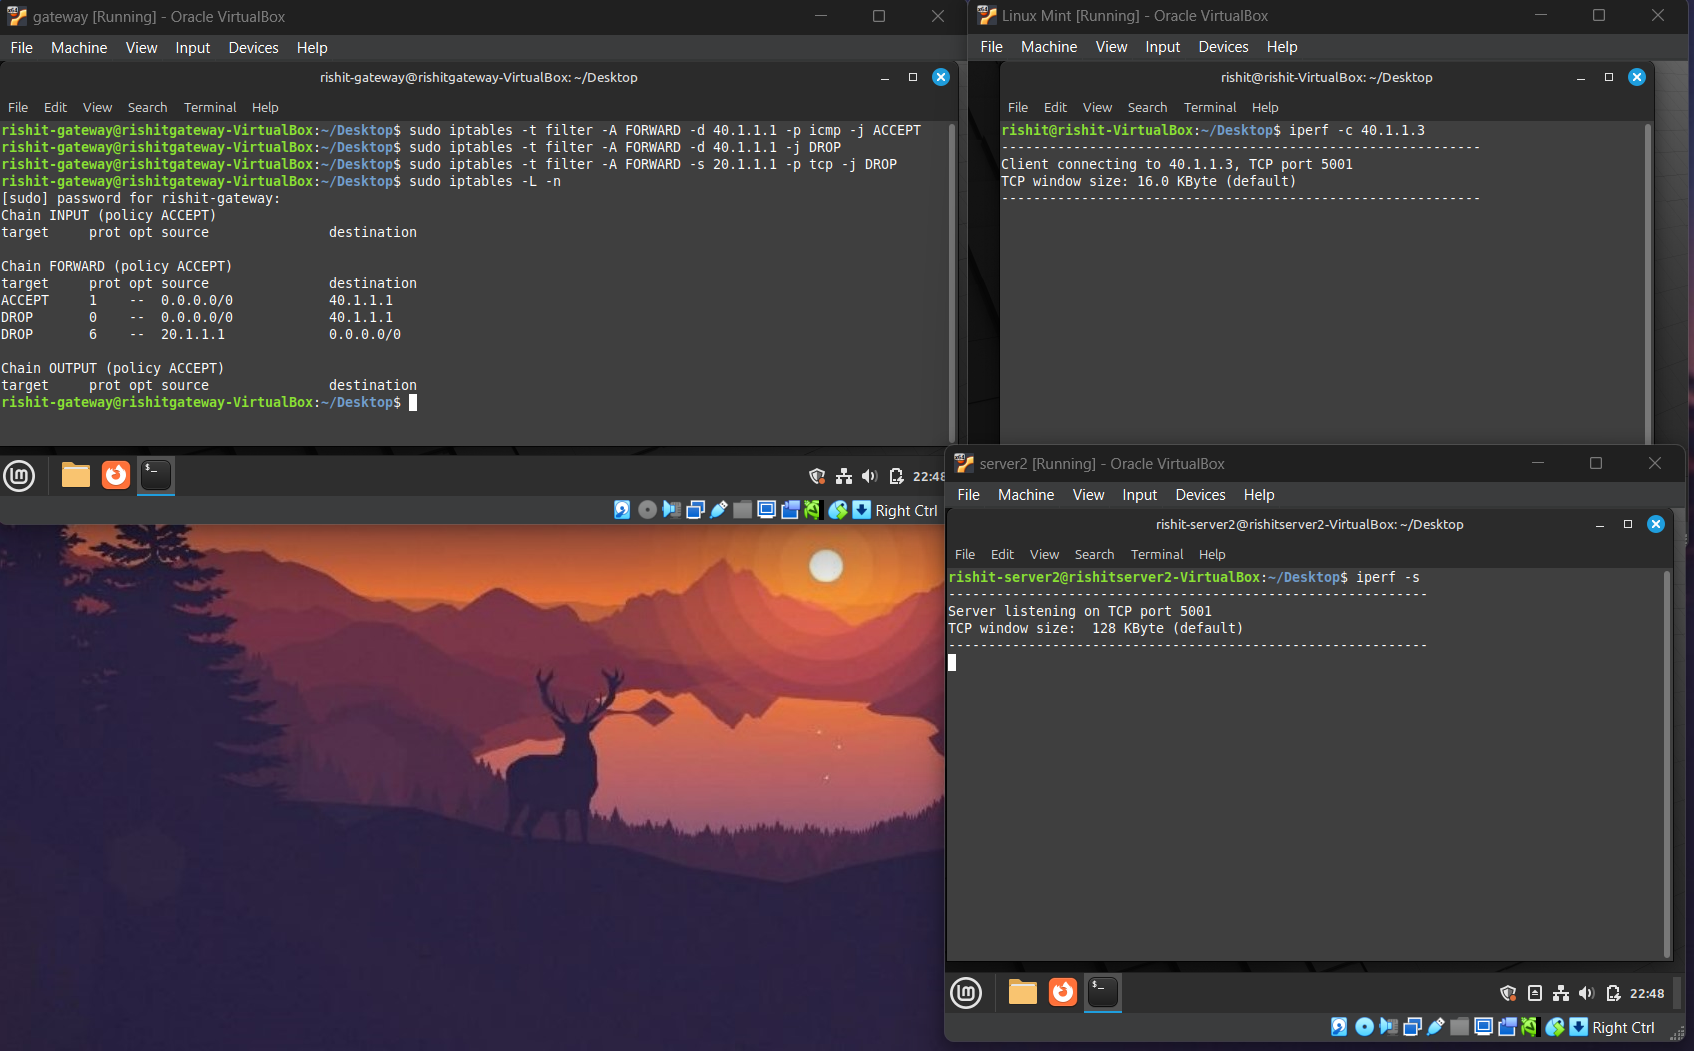 gateway [Running] - Oracle VirtualBox
File Machine View Input Devices Help
rishit-gateway@rishitgateway-VirtualBox: ~/Desktop
File Edit View Search Terminal Help
rishit-gateway@rishitgateway-VirtualBox:~/Desktop$ sudo iptables -t filter -A FORWARD -d 40.1.1.1 -p icmp -j ACCEPT
rishit-gateway@rishitgateway-VirtualBox:~/Desktop$ sudo iptables -t filter -A FORWARD -d 40.1.1.1 -j DROP
rishit-gateway@rishitgateway-VirtualBox:~/Desktop$ sudo iptables -t filter -A FORWARD -s 20.1.1.1 -p tcp -j DROP
rishit-gateway@rishitgateway-VirtualBox:~/Desktop$ sudo iptables -L -n
[sudo] password for rishit-gateway:
Chain INPUT (policy ACCEPT)
target     prot opt source               destination
Chain FORWARD (policy ACCEPT)
target     prot opt source               destination
ACCEPT     1    --  0.0.0.0/0            40.1.1.1
DROP       0    --  0.0.0.0/0            40.1.1.1
DROP       6    --  20.1.1.1             0.0.0.0/0
Chain OUTPUT (policy ACCEPT)
target     prot opt source               destination
rishit-gateway@rishitgateway-VirtualBox:~/Desktop$
22:48
Right Ctrl
Linux Mint [Running] - Oracle VirtualBox
File Machine View Input Devices Help
rishit@rishit-VirtualBox: ~/Desktop
File Edit View Search Terminal Help
rishit@rishit-VirtualBox:~/Desktop$ iperf -c 40.1.1.3
------------------------------------------------------------
Client connecting to 40.1.1.3, TCP port 5001
TCP window size: 16.0 KByte (default)
------------------------------------------------------------
server2 [Running] - Oracle VirtualBox
File Machine View Input Devices Help
rishit-server2@rishitserver2-VirtualBox: ~/Desktop
File Edit View Search Terminal Help
rishit-server2@rishitserver2-VirtualBox:~/Desktop$ iperf -s
------------------------------------------------------------
Server listening on TCP port 5001
TCP window size:  128 KByte (default)
------------------------------------------------------------
22:48
Right Ctrl